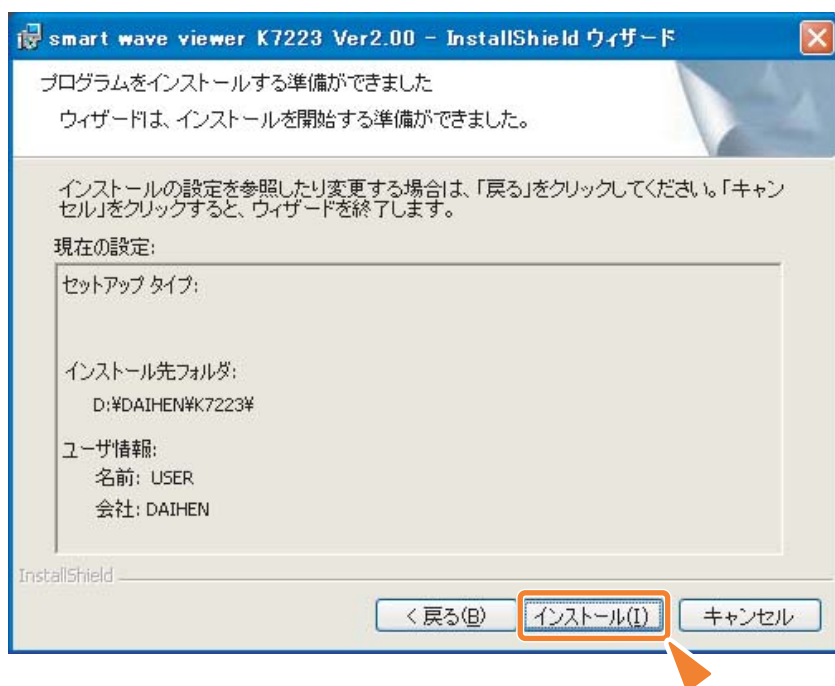 smart wave viewer K7223 Ver2.00 - InstallShield ウィザード
プログラムをインストールする準備ができました
ウィザードは、インストールを開始する準備ができました。
インストールの設定を参照したり変更する場合は、「戻る」をクリックしてください。「キャン
セル」をクリックすると、ウィザードを終了します。
現在の設定:
セットアップ タイプ:
インストール先フォルダ:
D:¥DAIHEN¥K7223¥
ユーザ情報:
名前: USER
会社: DAIHEN
InstallShield
< 戻る(B)
インストール(I)
キャンセル